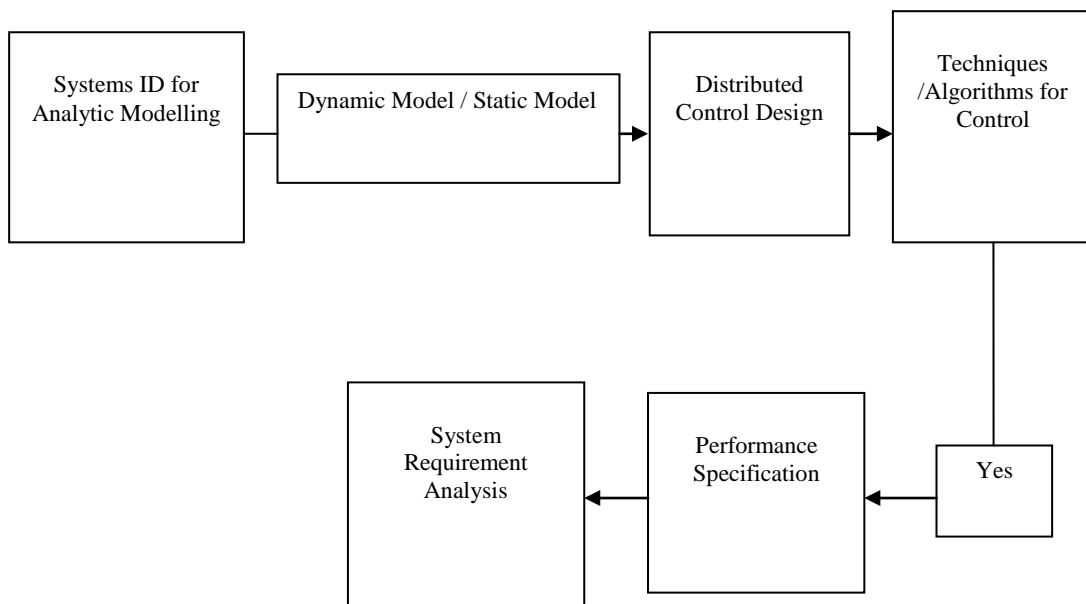 Systems ID for
Analytic Modelling
Dynamic Model / Static Model
Distributed
Control Design
Techniques
/Algorithms for
Control
Yes
Performance
Specification
System
Requirement
Analysis